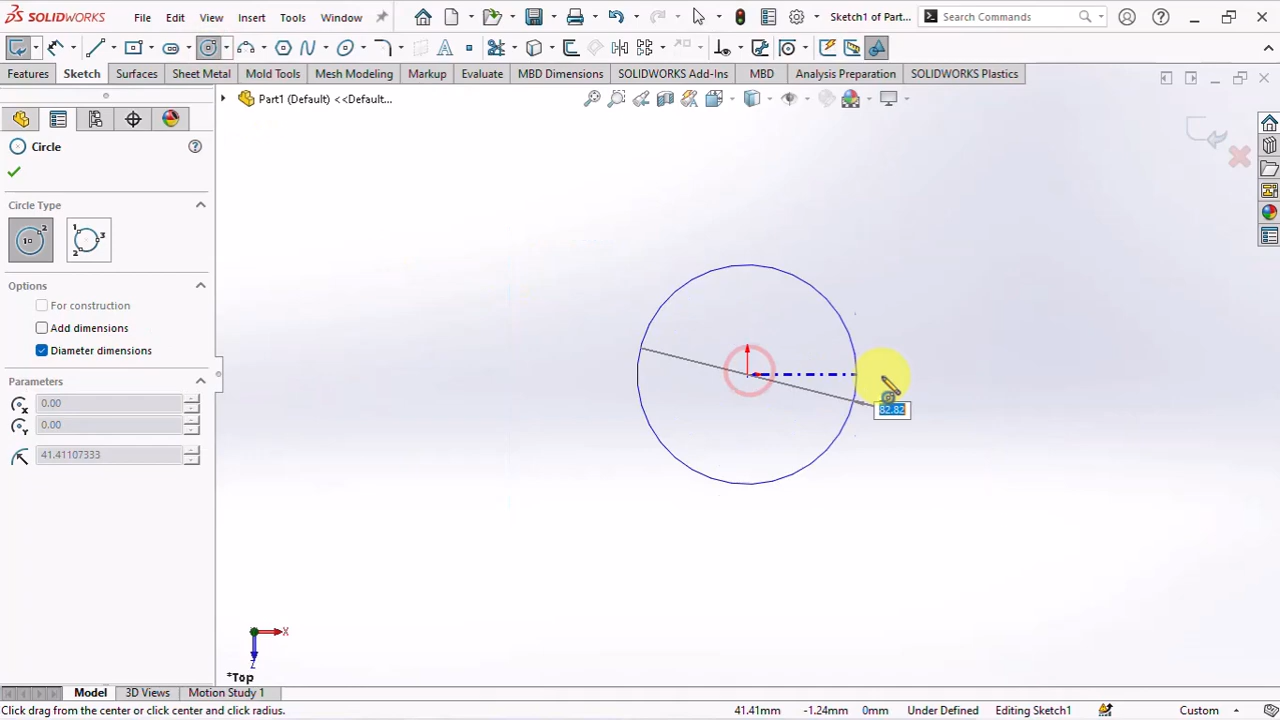 SOLIDWORKS File Edit View Insert Tools Window Sketch1 of Part... Search Commands
Features Sketch Surfaces Sheet Metal Mold Tools Mesh Modeling Markup Evaluate MBD Dimensions SOLIDWORKS Add-Ins MBD Analysis Preparation SOLIDWORKS Plastics
Part1 (Default) <<Default...
Circle
Circle Type
Options
For construction
Add dimensions
Diameter dimensions
Parameters
0.00
0.00
41.41107333
82.82
X
Z
*Top
Model 3D Views Motion Study 1
Click drag from the center or click center and click radius. 41.41mm -1.24mm 0mm Under Defined Editing Sketch1 Custom